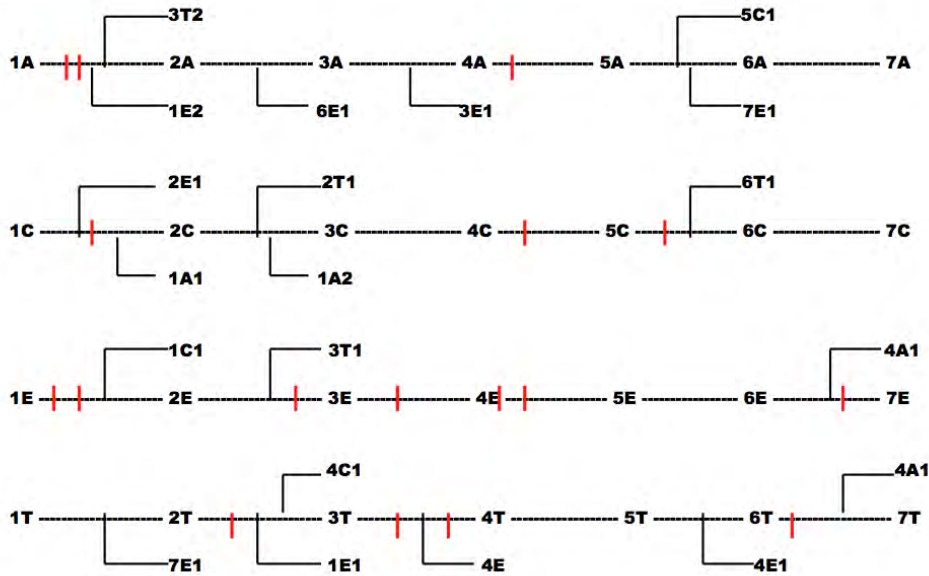 3T2 5C1
1A 2A 3A 4A 5A 6A 7A
1E2 6E1 3E1 7E1
2E1 2T1 6T1
1C 2C 3C 4C 5C 6C 7C
1A1 1A2
1C1 3T1 4A1
1E 2E 3E 4E 5E 6E 7E
4C1 4A1
1T 2T 3T 4T 5T 6T 7T
7E1 1E1 4E 4E1